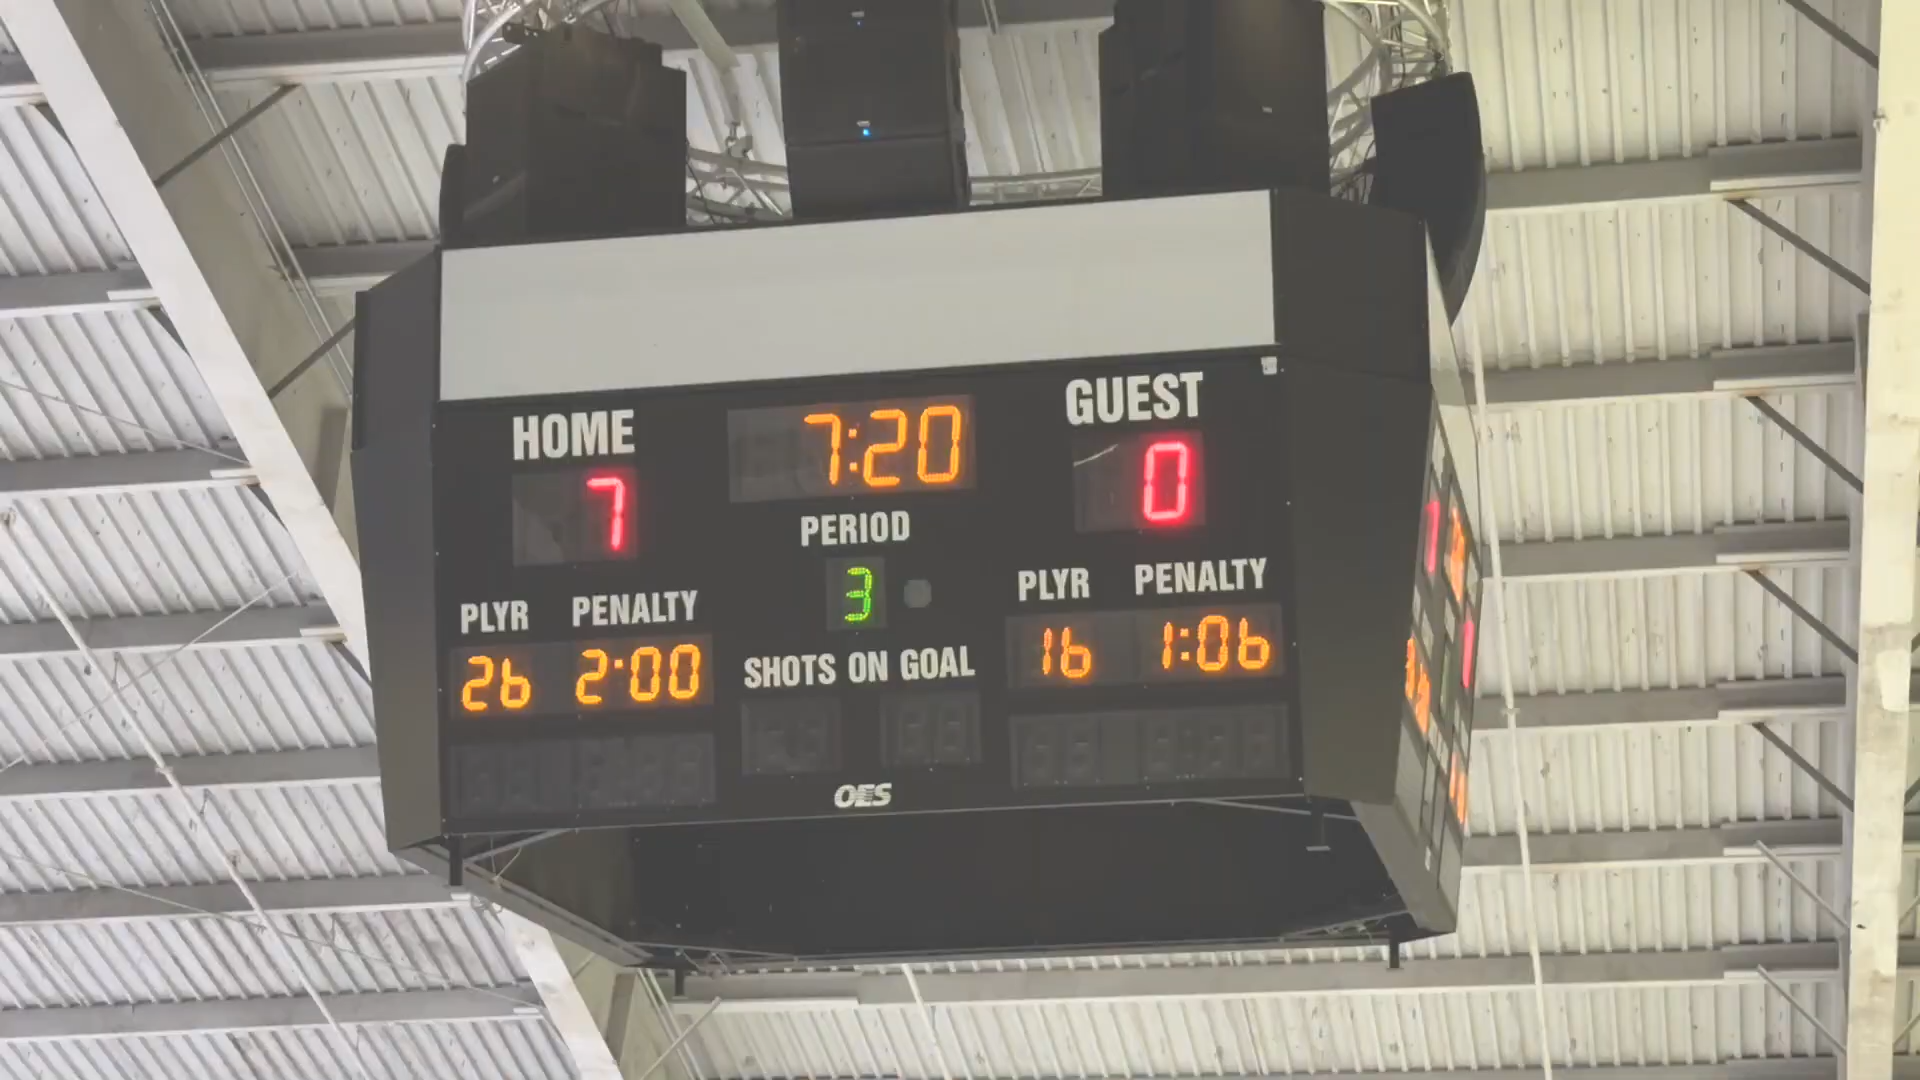 HOME 7:20 GUEST
7 0
PERIOD
3
PLYR PENALTY PLYR PENALTY
26 2:00 SHOTS ON GOAL 16 1:06
OES